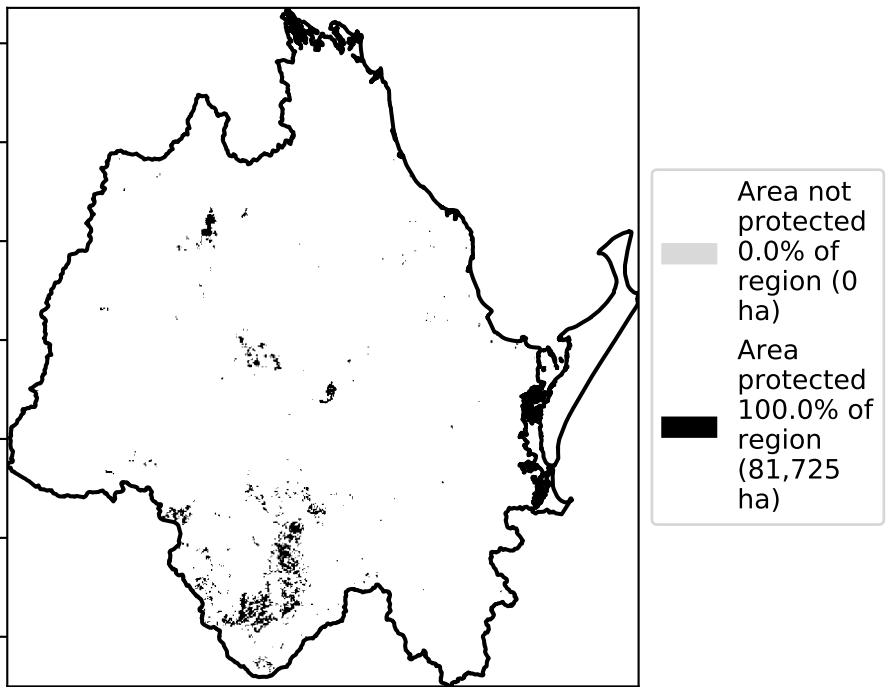 Area not
protected
0.0% of
region (0
ha)
Area
protected
100.0% of
region
(81,725
ha)